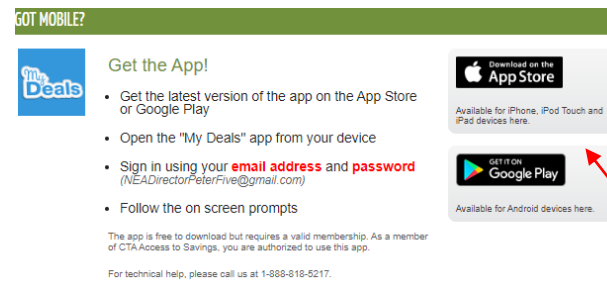 GOT MOBILE?
My
Deals
Get the App!
• Get the latest version of the app on the App Store
or Google Play
• Open the "My Deals" app from your device
• Sign in using your email address and password
(NEADirectorPeterFive@gmail.com)
• Follow the on screen prompts
The app is free to download but requires a valid membership. As a member
of CTA Access to Savings, you are authorized to use this app.
For technical help, please call us at 1-888-818-5217.
Download on the
App Store
Available for iPhone, iPod Touch and
iPad devices here.
GET IT ON
Google Play
Available for Android devices here.